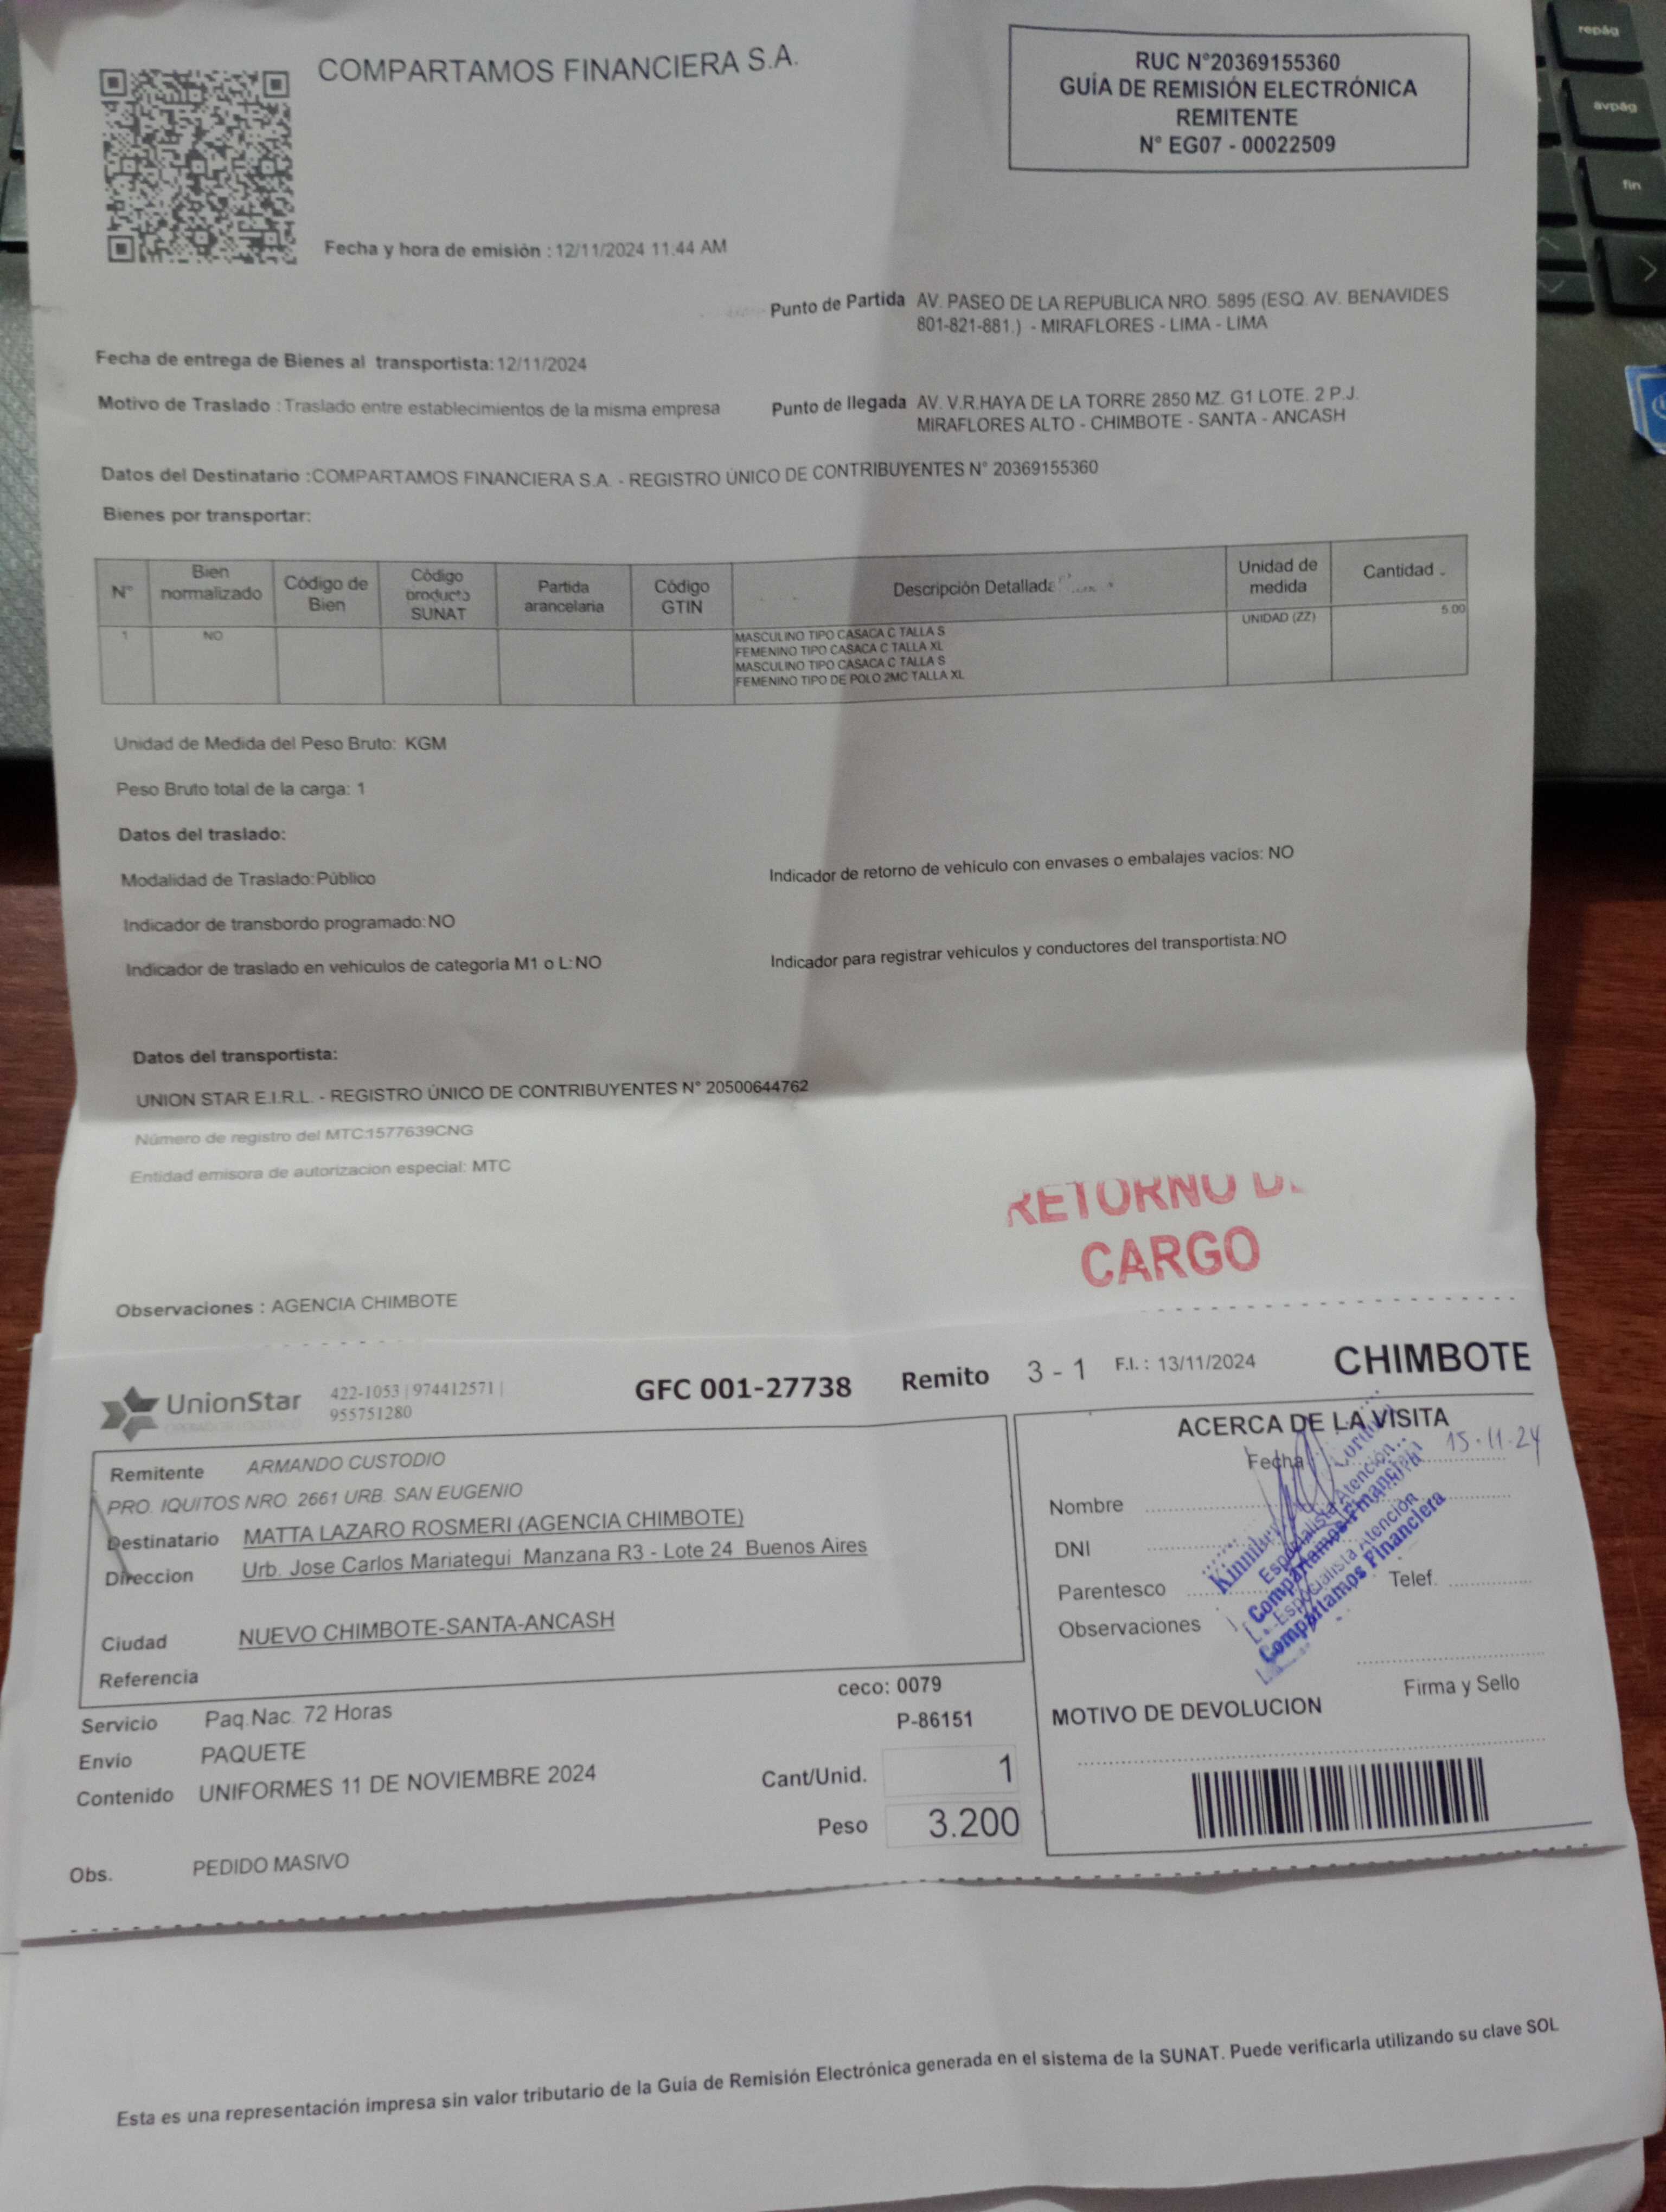 COMPARTAMOS FINANCIERA S.A.
RUC N°20369155360
GUÍA DE REMISIÓN ELECTRÓNICA
REMITENTE
N° EG07 - 00022509
Fecha y hora de emisión : 12/11/2024 11:44 AM
Punto de Partida AV. PASEO DE LA REPUBLICA NRO. 5895 (ESQ. AV. BENAVIDES
801-821-881.) - MIRAFLORES - LIMA - LIMA
Fecha de entrega de Bienes al transportista: 12/11/2024
Motivo de Traslado : Traslado entre establecimientos de la misma empresa
Punto de llegada AV. V.R.HAYA DE LA TORRE 2850 MZ. G1 LOTE. 2 P.J.
MIRAFLORES ALTO - CHIMBOTE - SANTA - ANCASH
Datos del Destinatario :COMPARTAMOS FINANCIERA S.A. - REGISTRO ÚNICO DE CONTRIBUYENTES N° 20369155360
Bienes por transportar:
N° Bien normalizado Código de Bien Código producto SUNAT Partida arancelaria Código GTIN Descripción Detallada Unidad de medida Cantidad
1 NO MASCULINO TIPO CASACA C TALLA S UNIDAD (ZZ) 5.00
FEMENINO TIPO CASACA C TALLA XL
MASCULINO TIPO CASACA C TALLA S
FEMENINO TIPO DE POLO 2MC TALLA XL
Unidad de Medida del Peso Bruto: KGM
Peso Bruto total de la carga: 1
Datos del traslado:
Modalidad de Traslado:Público
Indicador de retorno de vehículo con envases o embalajes vacíos: NO
Indicador de transbordo programado:NO
Indicador de traslado en vehículos de categoría M1 o L:NO
Indicador para registrar vehículos y conductores del transportista:NO
Datos del transportista:
UNION STAR E.I.R.L. - REGISTRO ÚNICO DE CONTRIBUYENTES N° 20500644762
Número de registro del MTC:1577639CNG
Entidad emisora de autorizacion especial: MTC
RETORNO DE
CARGO
Observaciones : AGENCIA CHIMBOTE
UnionStar
422-1053 | 974412571 |
955751280
GFC 001-27738 Remito 3 - 1 F.I. : 13/11/2024 CHIMBOTE
Remitente ARMANDO CUSTODIO
PRO. IQUITOS NRO. 2661 URB. SAN EUGENIO
Destinatario MATTA LAZARO ROSMERI (AGENCIA CHIMBOTE)
Direccion Urb. Jose Carlos Mariategui Manzana R3 - Lote 24 Buenos Aires
Ciudad NUEVO CHIMBOTE-SANTA-ANCASH
Referencia
ceco: 0079
Servicio Paq.Nac. 72 Horas
P-86151
Envio PAQUETE
Contenido UNIFORMES 11 DE NOVIEMBRE 2024
Cant/Unid. 1
Peso 3.200
Obs. PEDIDO MASIVO
ACERCA DE LA VISITA
Fecha 15-11-24
Nombre
DNI
Parentesco
Telef.
Observaciones
Especialista Atención
Compartamos Financiera
Especialista Atención
Compartamos Financiera
Firma y Sello
MOTIVO DE DEVOLUCION
Esta es una representación impresa sin valor tributario de la Guía de Remisión Electrónica generada en el sistema de la SUNAT. Puede verificarla utilizando su clave SOL
repág
avpág
fin